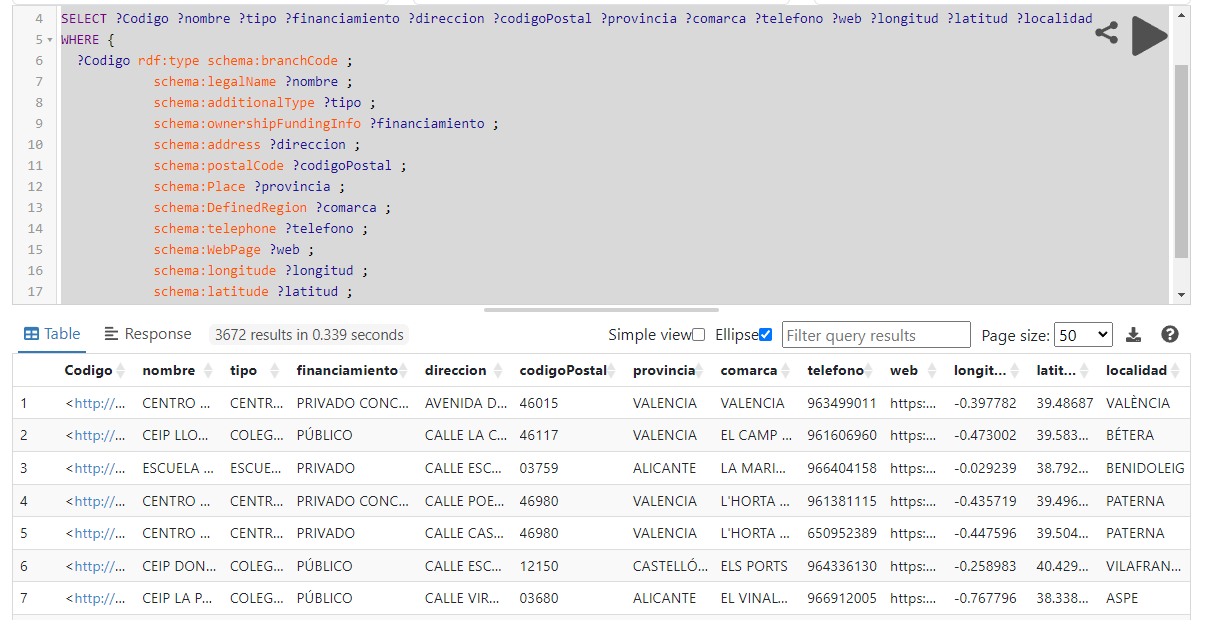 4 SELECT ?Codigo ?nombre ?tipo ?financiamiento ?direccion ?codigoPostal ?provincia ?comarca ?telefono ?web ?longitud ?latitud ?localidad
5 WHERE {
6 ?Codigo rdf:type schema:branchCode ;
7 schema:legalName ?nombre ;
8 schema:additionalType ?tipo ;
9 schema:ownershipFundingInfo ?financiamiento ;
10 schema:address ?direccion ;
11 schema:postalCode ?codigoPostal ;
12 schema:Place ?provincia ;
13 schema:DefinedRegion ?comarca ;
14 schema:telephone ?telefono ;
15 schema:WebPage ?web ;
16 schema:longitude ?longitud ;
17 schema:latitude ?latitud ;
Table Response 3672 results in 0.339 seconds Simple view Ellipse Filter query results Page size: 50
Codigo nombre tipo financiamiento direccion codigoPostal provincia comarca telefono web longit... latit... localidad
1 <http://... CENTRO ... CENTR... PRIVADO CONC... AVENIDA D... 46015 VALENCIA VALENCIA 963499011 https:... -0.397782 39.48687 VALÈNCIA
2 <http://... CEIP LLO... COLEG... PÚBLICO CALLE LA C... 46117 VALENCIA EL CAMP ... 961606960 https:... -0.473002 39.583... BÉTERA
3 <http://... ESCUELA ... ESCUE... PRIVADO CALLE ESC... 03759 ALICANTE LA MARI... 966404158 https:... -0.029239 38.792... BENIDOLEIG
4 <http://... CENTRO ... CENTR... PRIVADO CONC... CALLE POE... 46980 VALENCIA L'HORTA ... 961381115 https:... -0.435719 39.496... PATERNA
5 <http://... CENTRO ... CENTR... PRIVADO CALLE CAS... 46980 VALENCIA L'HORTA ... 650952389 https:... -0.447596 39.504... PATERNA
6 <http://... CEIP DON... COLEG... PÚBLICO CALLE ESC... 12150 CASTELLÓ... ELS PORTS 964336130 https:... -0.258983 40.429... VILAFRAN...
7 <http://... CEIP LA P... COLEG... PÚBLICO CALLE VIR... 03680 ALICANTE EL VINAL... 966912005 https:... -0.767796 38.338... ASPE